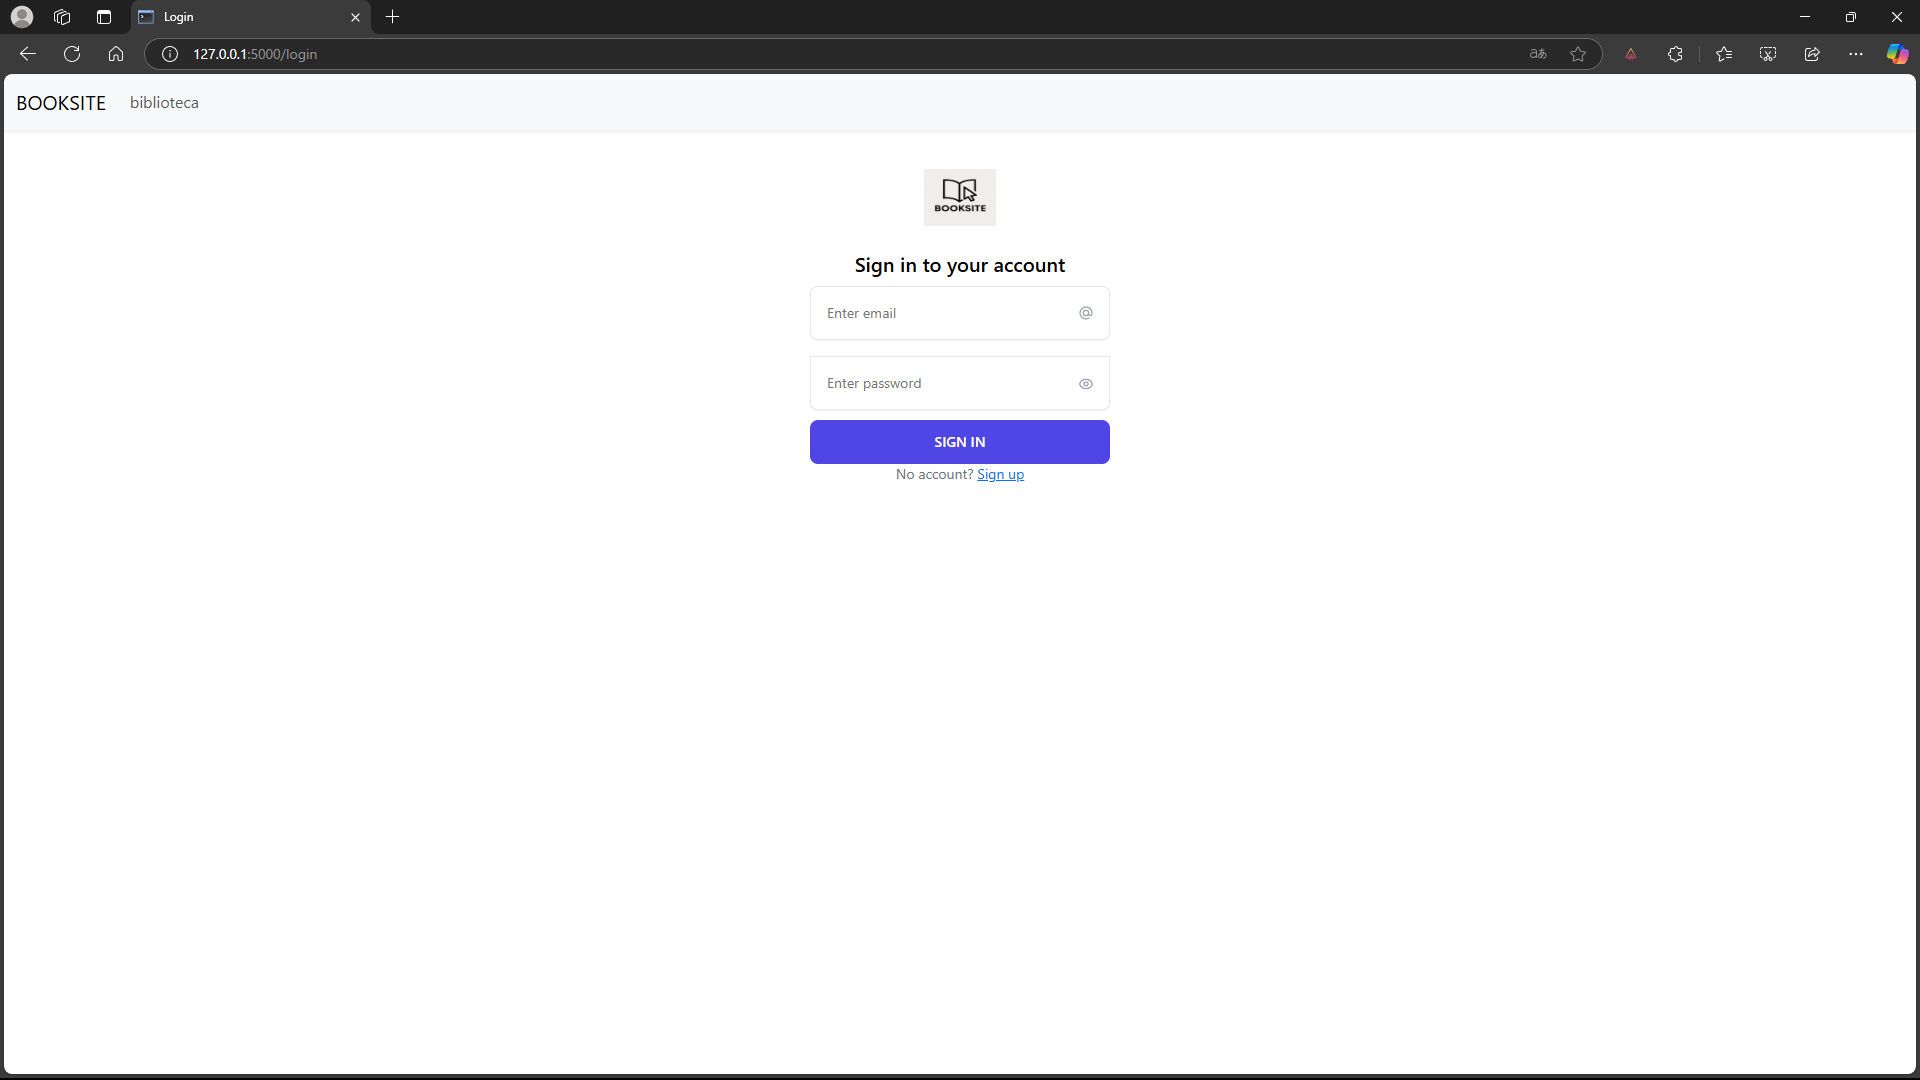 Login
127.0.0.1:5000/login
BOOKSITE biblioteca
BOOKSITE
Sign in to your account
Enter email
Enter password
SIGN IN
No account? Sign up